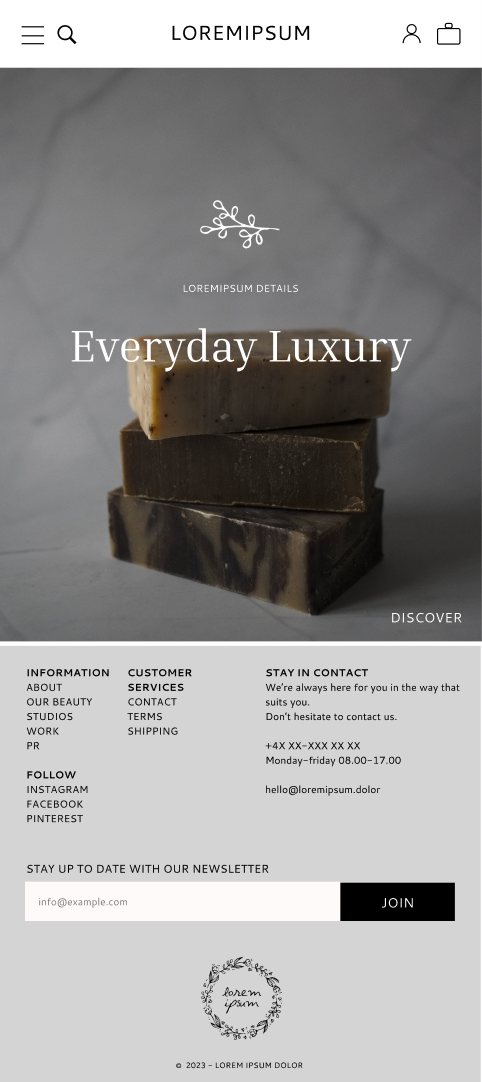 LOREMIPSUM
LOREMIPSUM DETAILS
Everyday Luxury
DISCOVER
INFORMATION
ABOUT
OUR BEAUTY
STUDIOS
WORK
PR
FOLLOW
INSTAGRAM
FACEBOOK
PINTEREST
CUSTOMER
SERVICES
CONTACT
TERMS
SHIPPING
STAY IN CONTACT
We're always here for you in the way that
suits you.
Don't hesitate to contact us.
+4X XX-XXX XX XX
Monday-friday 08.00-17.00
hello@loremipsum.dolor
STAY UP TO DATE WITH OUR NEWSLETTER
info@example.com
JOIN
lorem
ipsum
© 2023 - LOREM IPSUM DOLOR